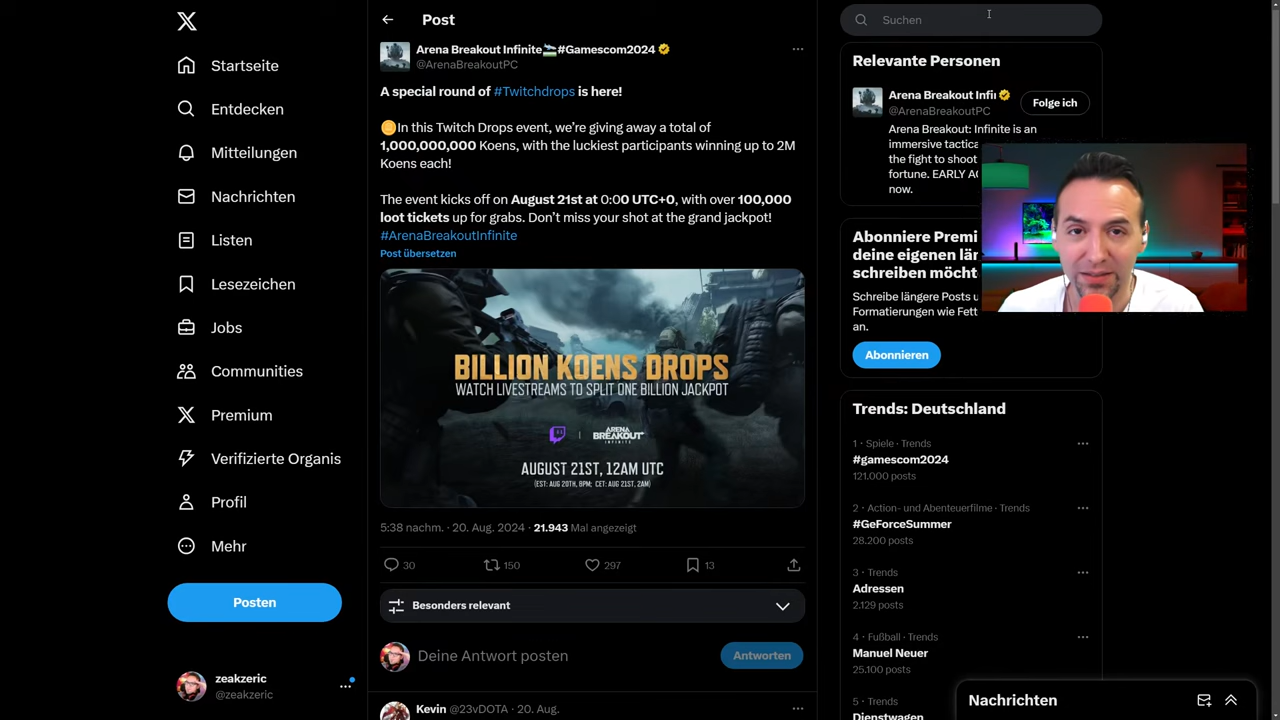 Startseite
Entdecken
Mitteilungen
Nachrichten
Listen
Lesezeichen
Jobs
Communities
Premium
Verifizierte Organis
Profil
Mehr
Posten
zeakzeric
@zeakzeric
Post
Arena Breakout Infinite #Gamescom2024
@ArenaBreakoutPC
A special round of #Twitchdrops is here!
In this Twitch Drops event, we're giving away a total of
1,000,000,000 Koens, with the luckiest participants winning up to 2M
Koens each!
The event kicks off on August 21st at 0:00 UTC+0, with over 100,000
loot tickets up for grabs. Don't miss your shot at the grand jackpot!
#ArenaBreakoutInfinite
Post übersetzen
BILLION KOENS DROPS
WATCH LIVESTREAMS TO SPLIT ONE BILLION JACKPOT
ARENA
BREAKOUT
INFINITE
AUGUST 21ST, 12AM UTC
(EST: AUG 20TH, 8PM; CET: AUG 21ST, 2AM)
5:38 nachm. · 20. Aug. 2024 · 21.943 Mal angezeigt
30
150
297
13
Besonders relevant
Deine Antwort posten
Antworten
Kevin @23vDOTA · 20. Aug.
Suchen
Relevante Personen
Arena Breakout Infi
@ArenaBreakoutPC
Folge ich
Arena Breakout: Infinite is an
immersive tactica
the fight to shoot
fortune. EARLY AC
now.
Abonniere Premi
deine eigenen län
schreiben möcht
Schreibe längere Posts u
Formatierungen wie Fett
an.
Abonnieren
Trends: Deutschland
1 · Spiele · Trends
#gamescom2024
121.000 posts
2 · Action- und Abenteuerfilme · Trends
#GeForceSummer
28.200 posts
3 · Trends
Adressen
2.129 posts
4 · Fußball · Trends
Manuel Neuer
25.100 posts
5 · Trends
Dienstwagen
Nachrichten